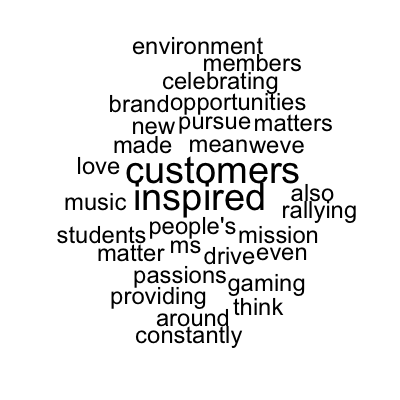 environment
members
celebrating
brand opportunities
new pursue matters
made mean weve
love customers
music inspired also
rallying
students people's mission
matter ms drive even
passions gaming
providing think
around
constantly